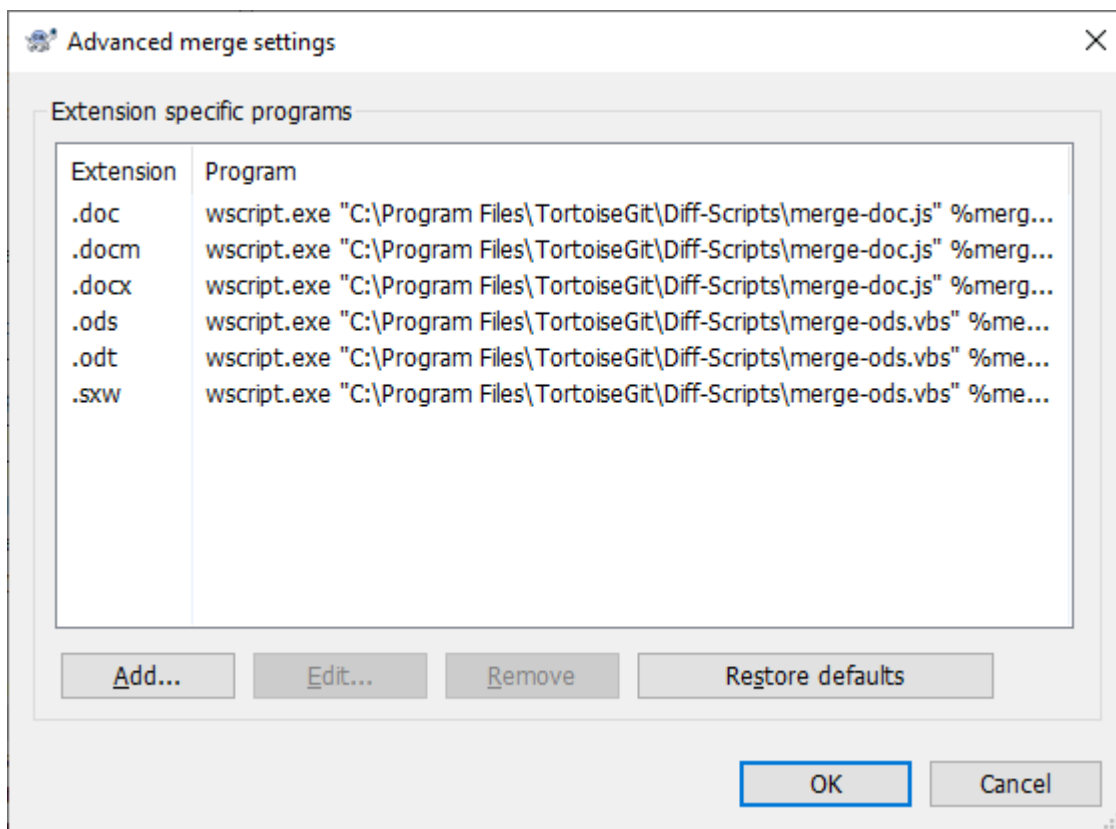 Advanced merge settings
Extension specific programs
Extension Program
.doc wscript.exe "C:\Program Files\TortoiseGit\Diff-Scripts\merge-doc.js" %merg...
.docm wscript.exe "C:\Program Files\TortoiseGit\Diff-Scripts\merge-doc.js" %merg...
.docx wscript.exe "C:\Program Files\TortoiseGit\Diff-Scripts\merge-doc.js" %merg...
.ods wscript.exe "C:\Program Files\TortoiseGit\Diff-Scripts\merge-ods.vbs" %me...
.odt wscript.exe "C:\Program Files\TortoiseGit\Diff-Scripts\merge-ods.vbs" %me...
.sxw wscript.exe "C:\Program Files\TortoiseGit\Diff-Scripts\merge-ods.vbs" %me...
Add... Edit... Remove Restore defaults
OK Cancel